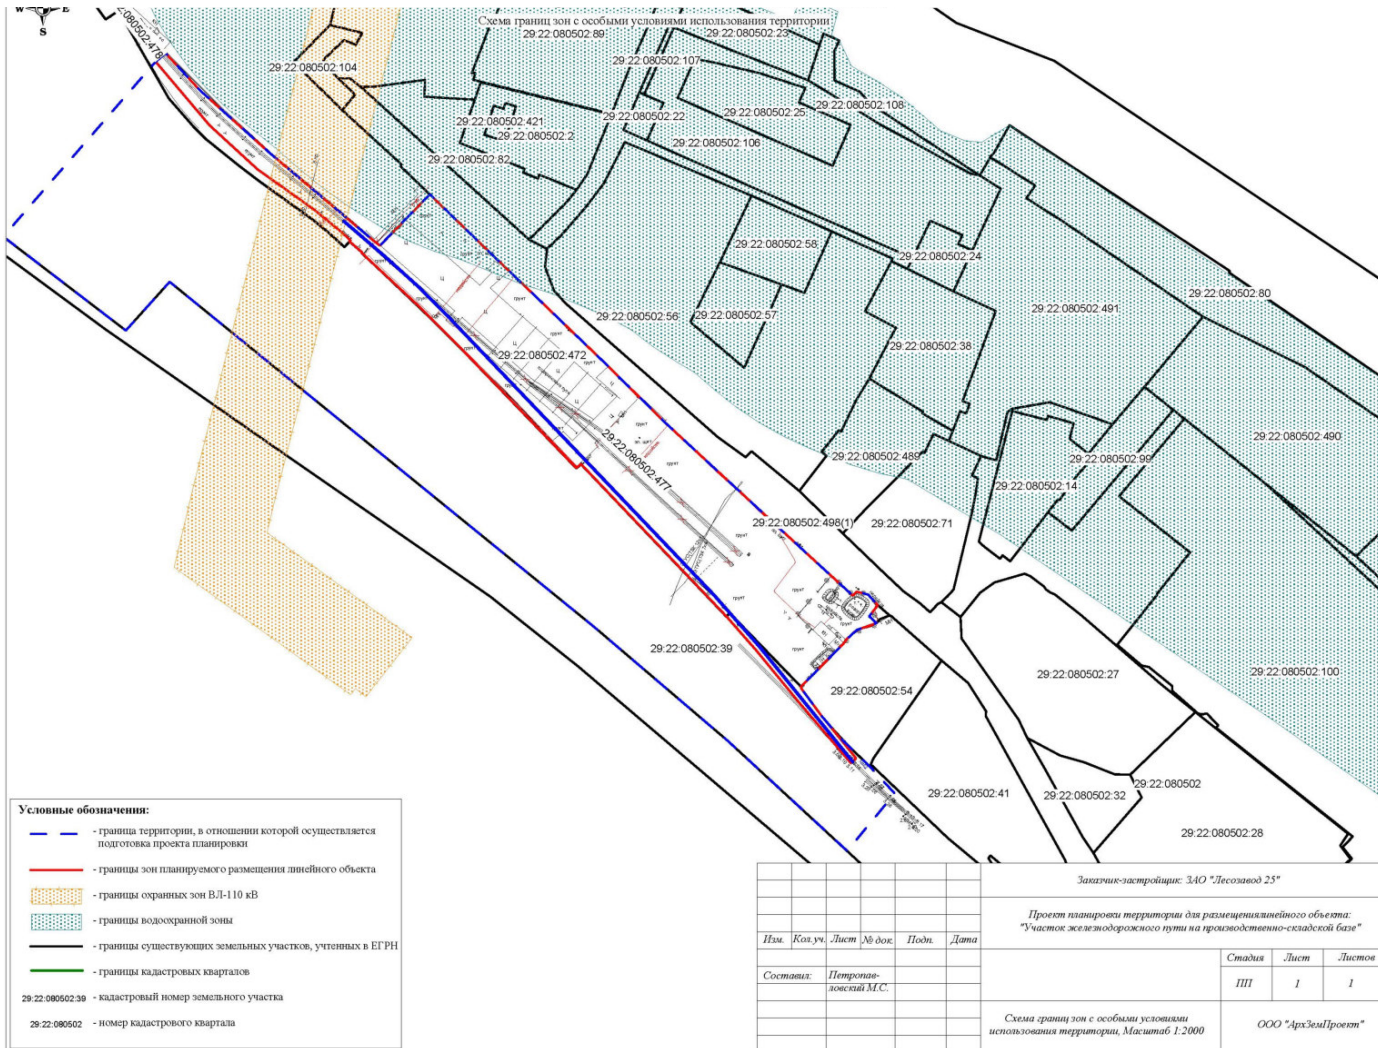 W E
S
Схема границ зон с особыми условиями использования территории
29:22:080502:478
29:22:080502:89
29:22:080502:23
29:22:080502:104
29:22:080502:107
29:22:080502:108
29:22:080502:25
29:22:080502:22
29:22:080502:421
29:22:080502:2
29:22:080502:106
29:22:080502:82
29:22:080502:58
29:22:080502:24
29:22:080502:80
29:22:080502:491
29:22:080502:56
29:22:080502:57
29:22:080502:38
29:22:080502:472
29:22:080502:490
29:22:080502:477
29:22:080502:489
29:22:080502:99
29:22:080502:14
29:22:080502:498(1)
29:22:080502:71
29:22:080502:39
29:22:080502:54
29:22:080502:27
29:22:080502:100
29:22:080502:41
29:22:080502:32
29:22:080502
29:22:080502:28
Условные обозначения:
- граница территории, в отношении которой осуществляется
подготовка проекта планировки
- границы зон планируемого размещения линейного объекта
- границы охранных зон ВЛ-110 кВ
- границы водоохранной зоны
- границы существующих земельных участков, учтенных в ЕГРН
- границы кадастровых кварталов
29:22:080502:39 - кадастровый номер земельного участка
29:22:080502 - номер кадастрового квартала
Заказчик-застройщик: ЗАО "Лесозавод 25"
Проект планировки территории для размещениялинейного объекта:
"Участок железнодорожного пути на производственно-складской базе"
Изм. Кол.уч. Лист № док. Подп. Дата
Стадия Лист Листов
Составил: Петропав-
ловский М.С.
ПП 1 1
Схема границ зон с особыми условиями
использования территории, Масштаб 1:2000
ООО "АрхЗемПроект"